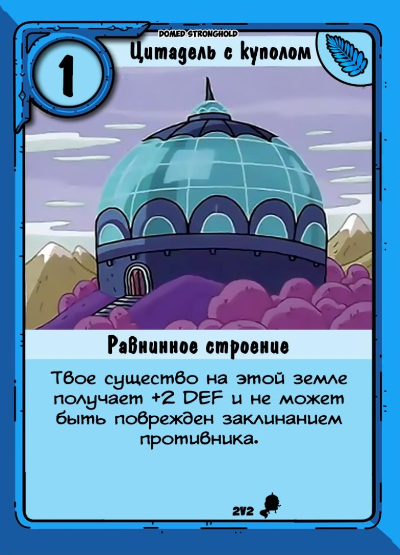 DOMED STRONGHOLD
Цитадель с куполом
1
Равнинное строение
Твое существо на этой земле
получает +2 DEF и не может
быть поврежден заклинанием
противника.
2V2